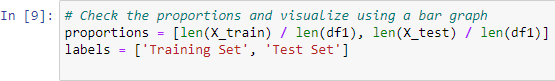 In [9]: # Check the proportions and visualize using a bar graph
proportions = [len(X_train) / len(df1), len(X_test) / len(df1)]
labels = ['Training Set', 'Test Set']